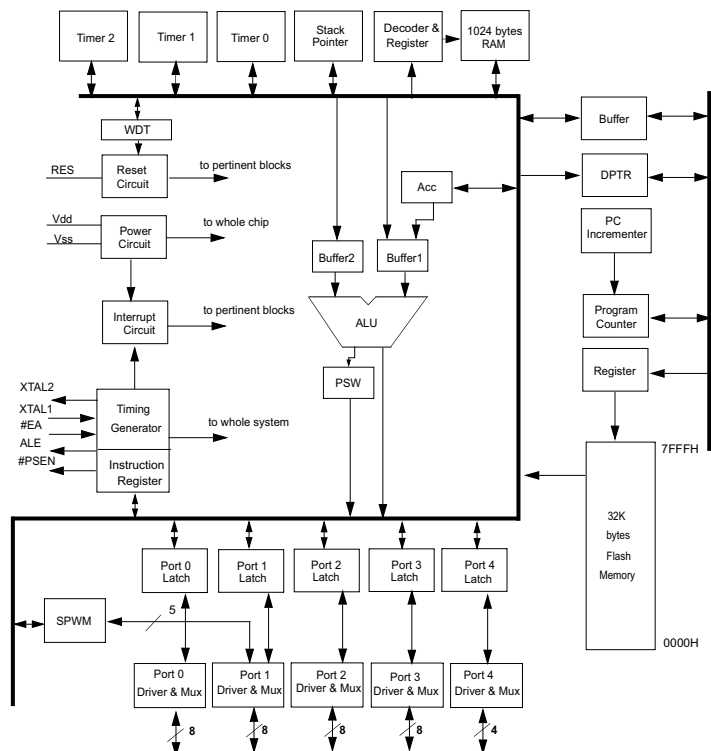 Timer 2
Timer 1
Timer 0
Stack
Pointer
Decoder &
Register
1024 bytes
RAM
WDT
Buffer
RES
Reset
Circuit
to pertinent blocks
Acc
DPTR
Vdd
Vss
Power
Circuit
to whole chip
PC
Incrementer
Buffer2
Buffer1
Interrupt
Circuit
to pertinent blocks
ALU
Program
Counter
PSW
Register
XTAL2
XTAL1
#EA
ALE
#PSEN
Timing
Generator
Instruction
Register
to whole system
7FFFH
32K
bytes
Flash
Memory
0000H
Port 0
Latch
Port 1
Latch
Port 2
Latch
Port 3
Latch
Port 4
Latch
SPWM
5
Port 0
Driver & Mux
Port 1
Driver & Mux
Port 2
Driver & Mux
Port 3
Driver & Mux
Port 4
Driver & Mux
8
8
8
8
4